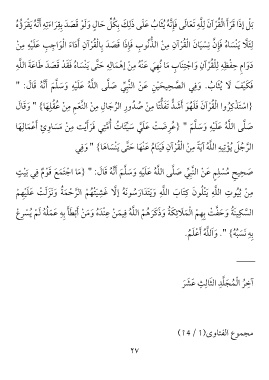 بَلْ إذَا قَرَأَ الْقُرْآنَ لِلَّهِ تَعَالَى فَإِنَّهُ يُثَابُ عَلَى ذَلِكَ بِكُلِّ حَالٍ وَلَوْ قَصَدَ بِقِرَاءَتِهِ أَنَّهُ يَقْرَؤُهُ
لِئَلَّا يَنْسَاهُ فَإِنَّ نِسْيَانَ الْقُرْآنِ مِنْ الذُّنُوبِ فَإِذَا قَصَدَ بِالْقُرْآنِ أَدَاءَ الْوَاجِبِ عَلَيْهِ مِنْ
دَوَامِ حِفْظِهِ لِلْقُرْآنِ وَاجْتِنَابِ مَا نُهِيَ عَنْهُ مِنْ إهْمَالِهِ حَتَّى يَنْسَاهُ فَقَدْ قَصَدَ طَاعَةَ اللَّهِ
فَكَيْفَ لَا يُثَابُ. وَفِي الصَّحِيحَيْنِ عَنْ النَّبِيِّ صَلَّى اللَّهُ عَلَيْهِ وَسَلَّمَ أَنَّهُ قَالَ: "
{اسْتَذْكِرُوا الْقُرْآنَ فَلَهُوَ أَشَدُّ تَفَلُّتًا مِنْ صُدُورِ الرِّجَالِ مِنْ النَّعَمِ مِنْ عُقُلِهَا} " وَقَالَ
صَلَّى اللَّهُ عَلَيْهِ وَسَلَّمَ " {عُرِضَتْ عَلَيَّ سَيِّئَاتُ أُمَّتِي فَرَأَيْت مِنْ مَسَاوِئِ أَعْمَالِهَا
الرَّجُلُ يُؤْتِيهِ اللَّهُ آيَةً مِنْ الْقُرْآنِ فَيَنَامُ عَنْهَا حَتَّى يَنْسَاهَا} " وَفِي
صَحِيحِ مُسْلِمٍ عَنْ النَّبِيِّ صَلَّى اللَّهُ عَلَيْهِ وَسَلَّمَ أَنَّهُ قَالَ: " {مَا اجْتَمَعَ قَوْمٌ فِي بَيْتٍ
مِنْ بُيُوتِ اللَّهِ يَتْلُونَ كِتَابَ اللَّهِ وَيَتَدَارَسُونَهُ إلَّا غَشِيَتْهُمْ الرَّحْمَةُ وَنَزَلَتْ عَلَيْهِمْ
السَّكِينَةُ وَحَفَّتْ بِهِمْ الْمَلَائِكَةُ وَذَكَرَهُمْ اللَّهُ فِيمَنْ عِنْدَهُ وَمَنْ أَبْطَأَ بِهِ عَمَلُهُ لَمْ يُسْرِعْ
بِهِ نَسَبُهُ} ". وَاَللَّهُ أَعْلَمُ.
آخِرُ الْمُجَلَّدِ الثَّالِثَ عَشَرَ
مجموع الفتاوى(1 / 14)
٢٧